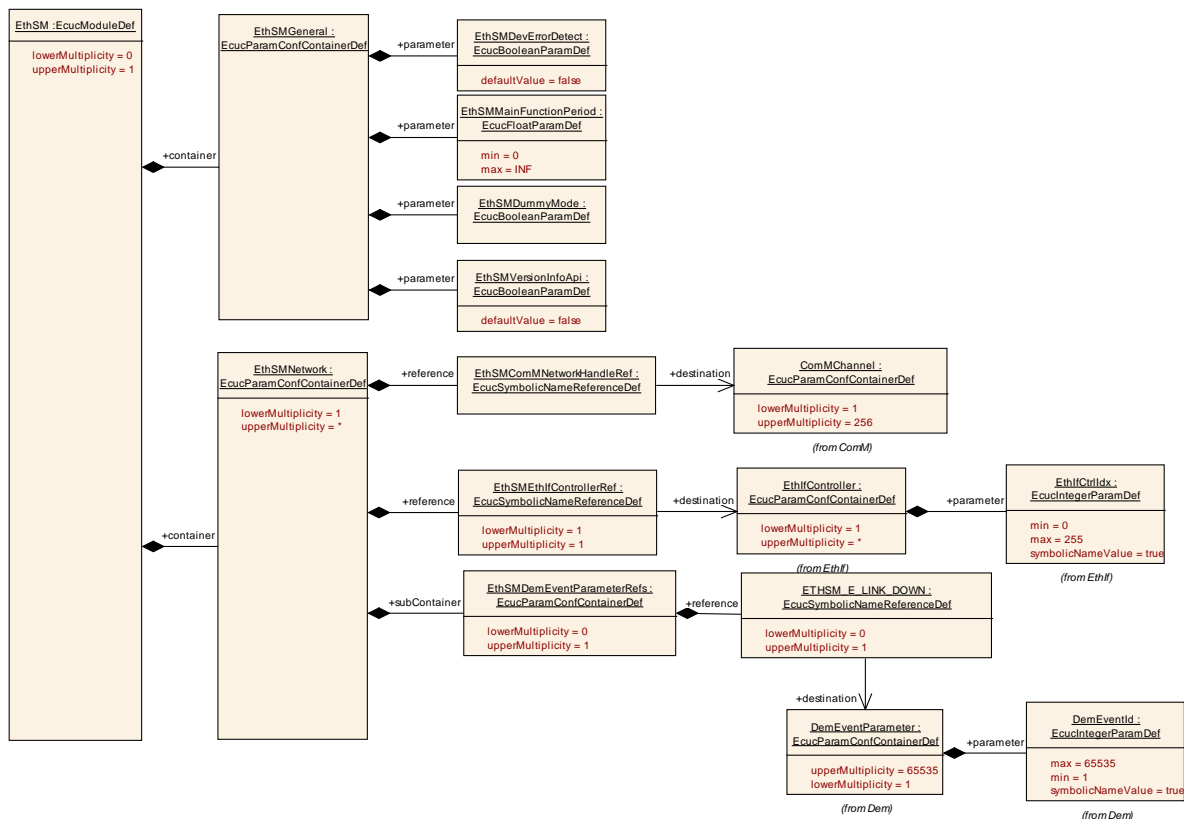 EthSM :EcucModuleDef
lowerMultiplicity = 0
upperMultiplicity = 1
+container
EthSMGeneral :
EcucParamConfContainerDef
+parameter
EthSMDevErrorDetect :
EcucBooleanParamDef
defaultValue = false
+parameter
EthSMMainFunctionPeriod :
EcucFloatParamDef
min = 0
max = INF
+parameter
EthSMDummyMode :
EcucBooleanParamDef
+parameter
EthSMVersionInfoApi :
EcucBooleanParamDef
defaultValue = false
+container
EthSMNetwork :
EcucParamConfContainerDef
lowerMultiplicity = 1
upperMultiplicity = *
+reference
EthSMComMNetworkHandleRef :
EcucSymbolicNameReferenceDef
+destination
ComMChannel :
EcucParamConfContainerDef
lowerMultiplicity = 1
upperMultiplicity = 256
(from ComM)
+reference
EthSMEthIfControllerRef :
EcucSymbolicNameReferenceDef
lowerMultiplicity = 1
upperMultiplicity = 1
+destination
EthIfController :
EcucParamConfContainerDef
lowerMultiplicity = 1
upperMultiplicity = *
(from EthIf)
+parameter
EthIfCtrlIdx :
EcucIntegerParamDef
min = 0
max = 255
symbolicNameValue = true
(from EthIf)
+subContainer
EthSMDemEventParameterRefs :
EcucParamConfContainerDef
lowerMultiplicity = 0
upperMultiplicity = 1
+reference
ETHSM_E_LINK_DOWN :
EcucSymbolicNameReferenceDef
lowerMultiplicity = 0
upperMultiplicity = 1
+destination
DemEventParameter :
EcucParamConfContainerDef
upperMultiplicity = 65535
lowerMultiplicity = 1
(from Dem)
+parameter
DemEventId :
EcucIntegerParamDef
max = 65535
min = 1
symbolicNameValue = true
(from Dem)